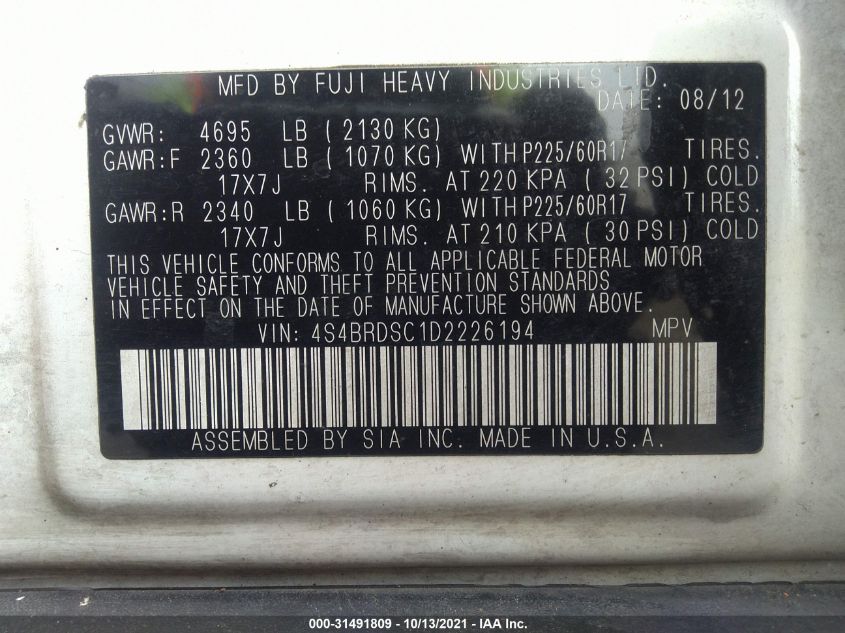 MFD BY FUJI HEAVY INDUSTRIES LTD.
DATE: 08/12
GVWR: 4695 LB ( 2130 KG)
GAWR:F 2360 LB ( 1070 KG) WITH P225/60R17 TIRES.
17X7J RIMS. AT 220 KPA ( 32 PSI) COLD
GAWR:R 2340 LB ( 1060 KG) WITH P225/60R17 TIRES.
17X7J RIMS. AT 210 KPA ( 30 PSI) COLD
THIS VEHICLE CONFORMS TO ALL APPLICABLE FEDERAL MOTOR
VEHICLE SAFETY AND THEFT PREVENTION STANDARDS
IN EFFECT ON THE DATE OF MANUFACTURE SHOWN ABOVE.
VIN: 4S4BRDSC1D2226194 MPV
ASSEMBLED BY SIA INC. MADE IN U.S.A.
000-31491809 - 10/13/2021 - IAA Inc.